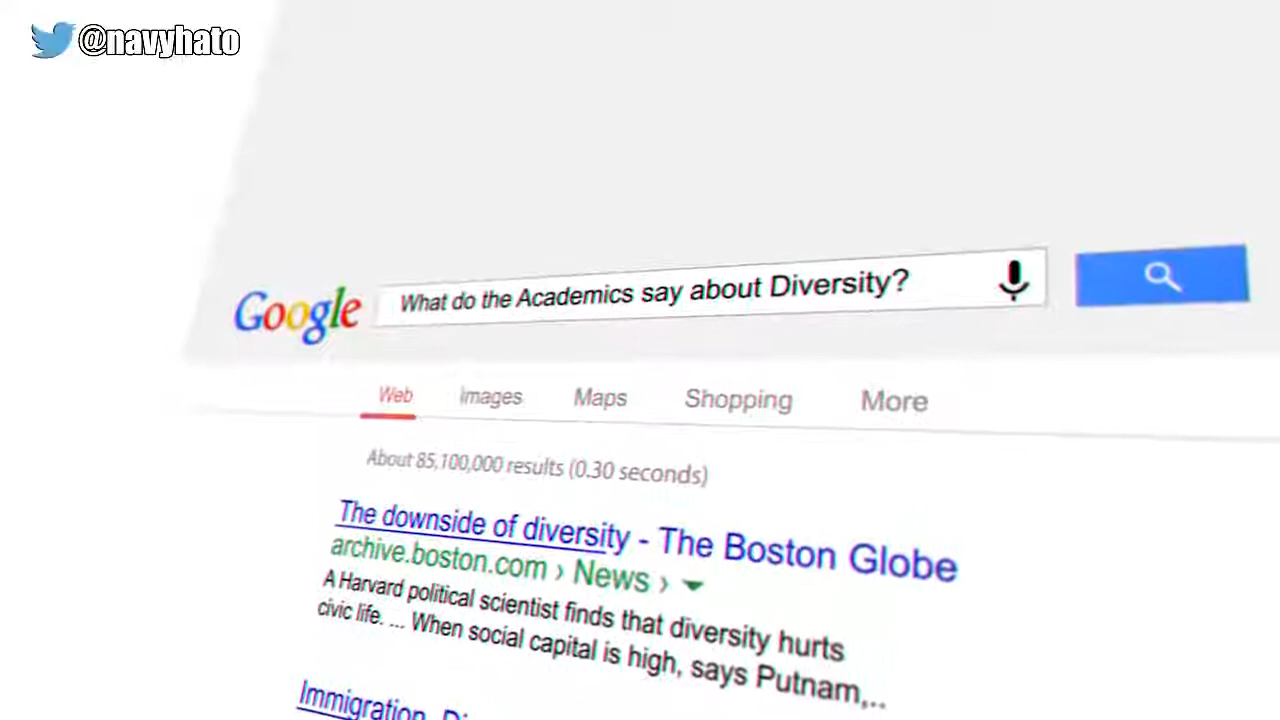 @navyhato
Google What do the Academics say about Diversity?
Web Images Maps Shopping More
About 85,100,000 results (0.30 seconds)
The downside of diversity - The Boston Globe
archive.boston.com › News ›
A Harvard political scientist finds that diversity hurts
civic life. ... When social capital is high, says Putnam,..
Immigration,